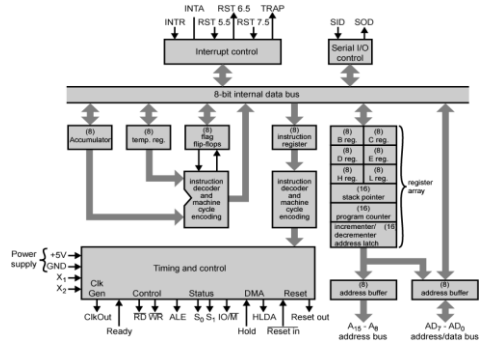 INTA RST 6.5 TRAP
INTR RST 5.5 RST 7.5 SID SOD
Interrupt control
Serial I/O
control
8-bit internal data bus
(8)
Accumulator
(8)
temp. reg.
(8)
flag
flip-flops
(8)
instruction
register
(8)
B reg.
(8)
C reg.
(8)
D reg.
(8)
E reg.
(8)
H reg.
(8)
L reg.
(16)
stack pointer
(16)
program counter
incrementer/ (16
decrementer
address latch
register
array
instruction
decoder
and
machine
cycle
encoding
instruction
decoder and
machine
cycle
encoding
Power
supply
+5V
GND
X1
X2
Timing and control
Clk
Gen Control Status DMA Reset
ClkOut RD WR ALE S0 S1 IO/M HLDA Reset out
Ready Hold Reset in
(8)
address buffer
(8)
address buffer
A15 - A8
address bus
AD7 - AD0
address/data bus